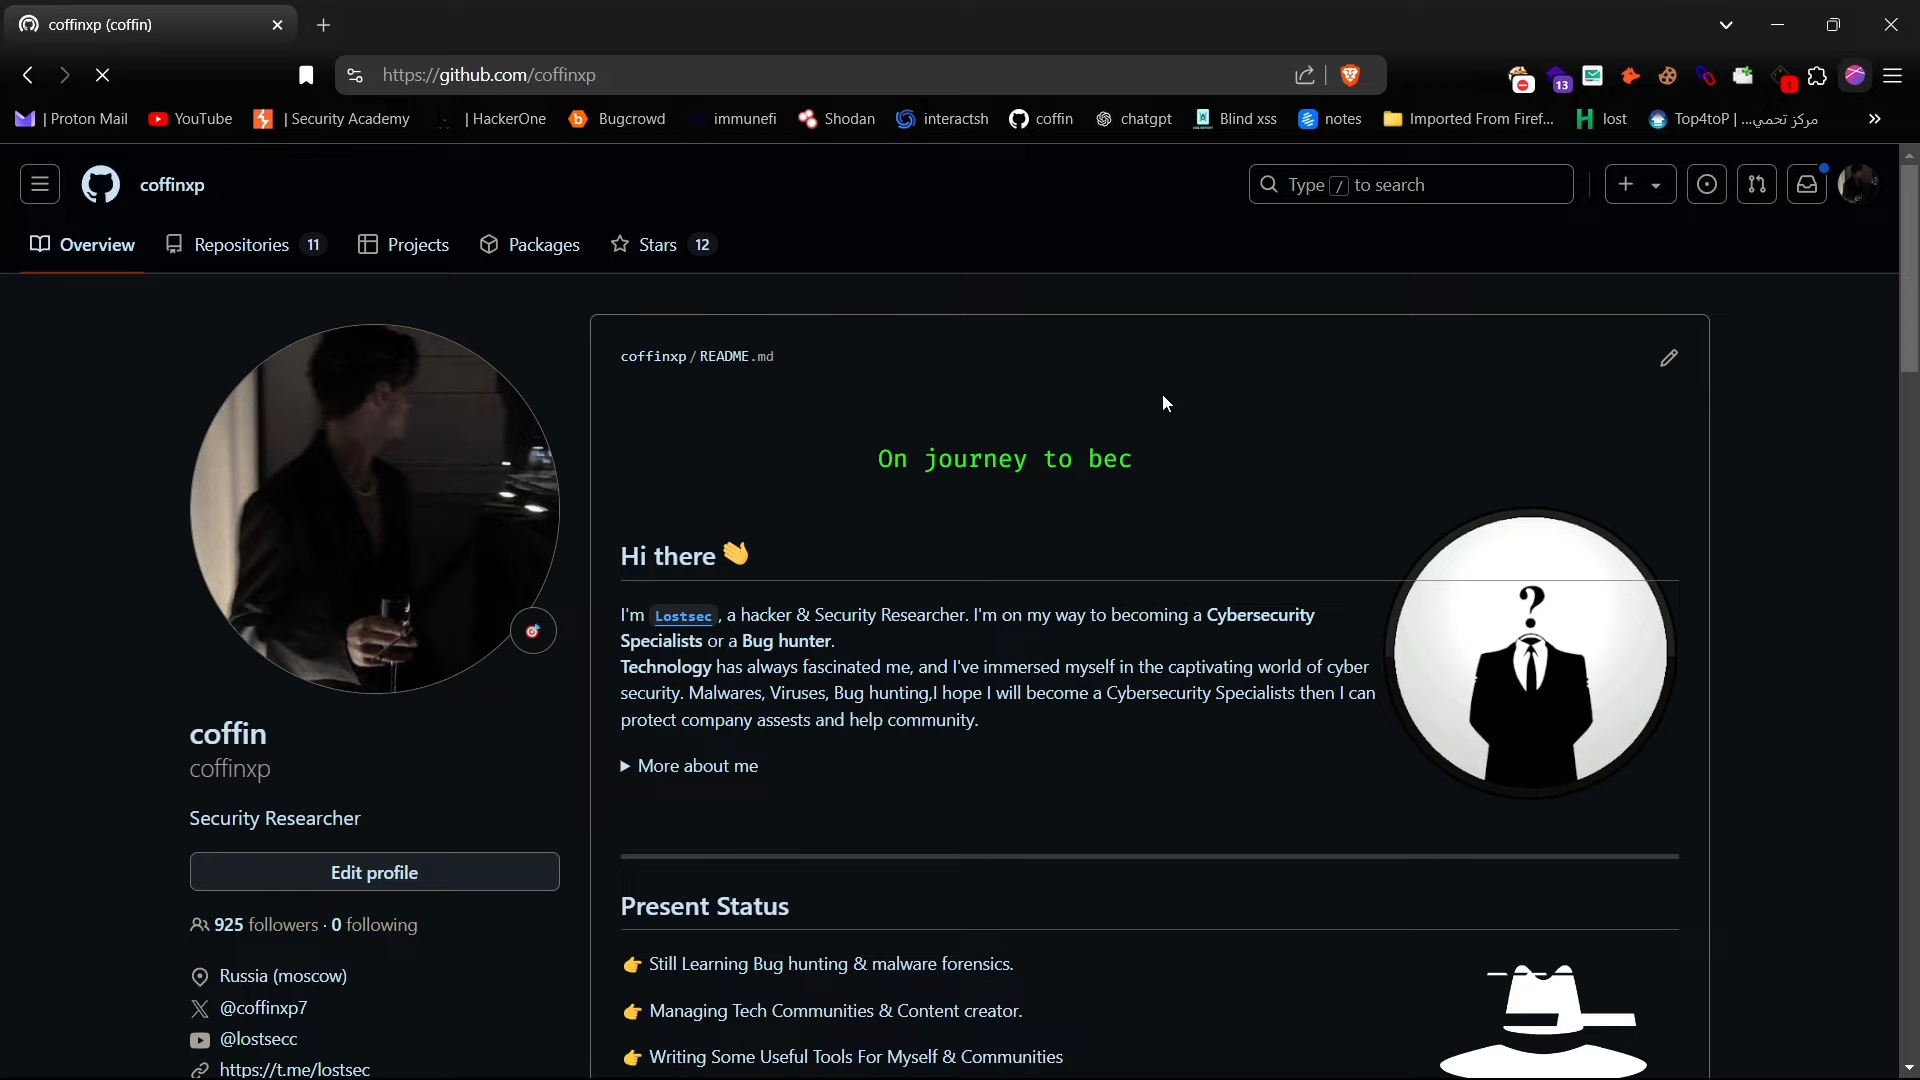 coffinxp (coffin)
https://github.com/coffinxp
13
1
| Proton Mail
YouTube
| Security Academy
| HackerOne
Bugcrowd
immunefi
Shodan
interactsh
coffin
chatgpt
Blind xss
notes
Imported From Firef...
lost
Top4toP | ...مركز تحمي
coffinxp
Type / to search
Overview
Repositories 11
Projects
Packages
Stars 12
coffinxp / README.md
On journey to bec
Hi there 👋
I'm Lostsec , a hacker & Security Researcher. I'm on my way to becoming a Cybersecurity
Specialists or a Bug hunter.
Technology has always fascinated me, and I've immersed myself in the captivating world of cyber
security. Malwares, Viruses, Bug hunting,I hope I will become a Cybersecurity Specialists then I can
protect company assests and help community.
More about me
?
coffin
coffinxp
Security Researcher
Edit profile
925 followers · 0 following
Russia (moscow)
@coffinxp7
@lostsecc
https://t.me/lostsec
Present Status
👉 Still Learning Bug hunting & malware forensics.
👉 Managing Tech Communities & Content creator.
👉 Writing Some Useful Tools For Myself & Communities